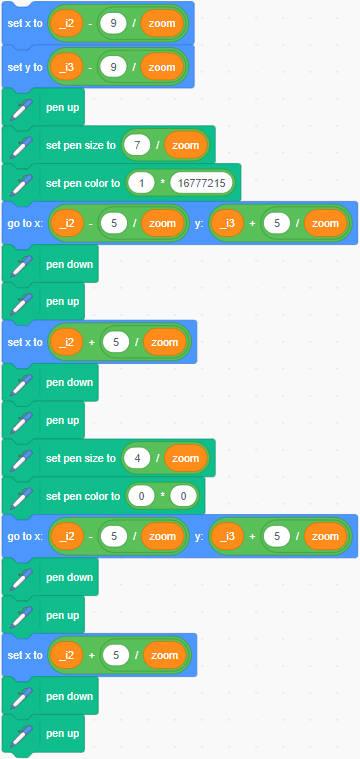 set x to _i2 - 9 / zoom
set y to _i3 - 9 / zoom
pen up
set pen size to 7 / zoom
set pen color to 1 * 16777215
go to x: _i2 - 5 / zoom y: _i3 + 5 / zoom
pen down
pen up
set x to _i2 + 5 / zoom
pen down
pen up
set pen size to 4 / zoom
set pen color to 0 * 0
go to x: _i2 - 5 / zoom y: _i3 + 5 / zoom
pen down
pen up
set x to _i2 + 5 / zoom
pen down
pen up